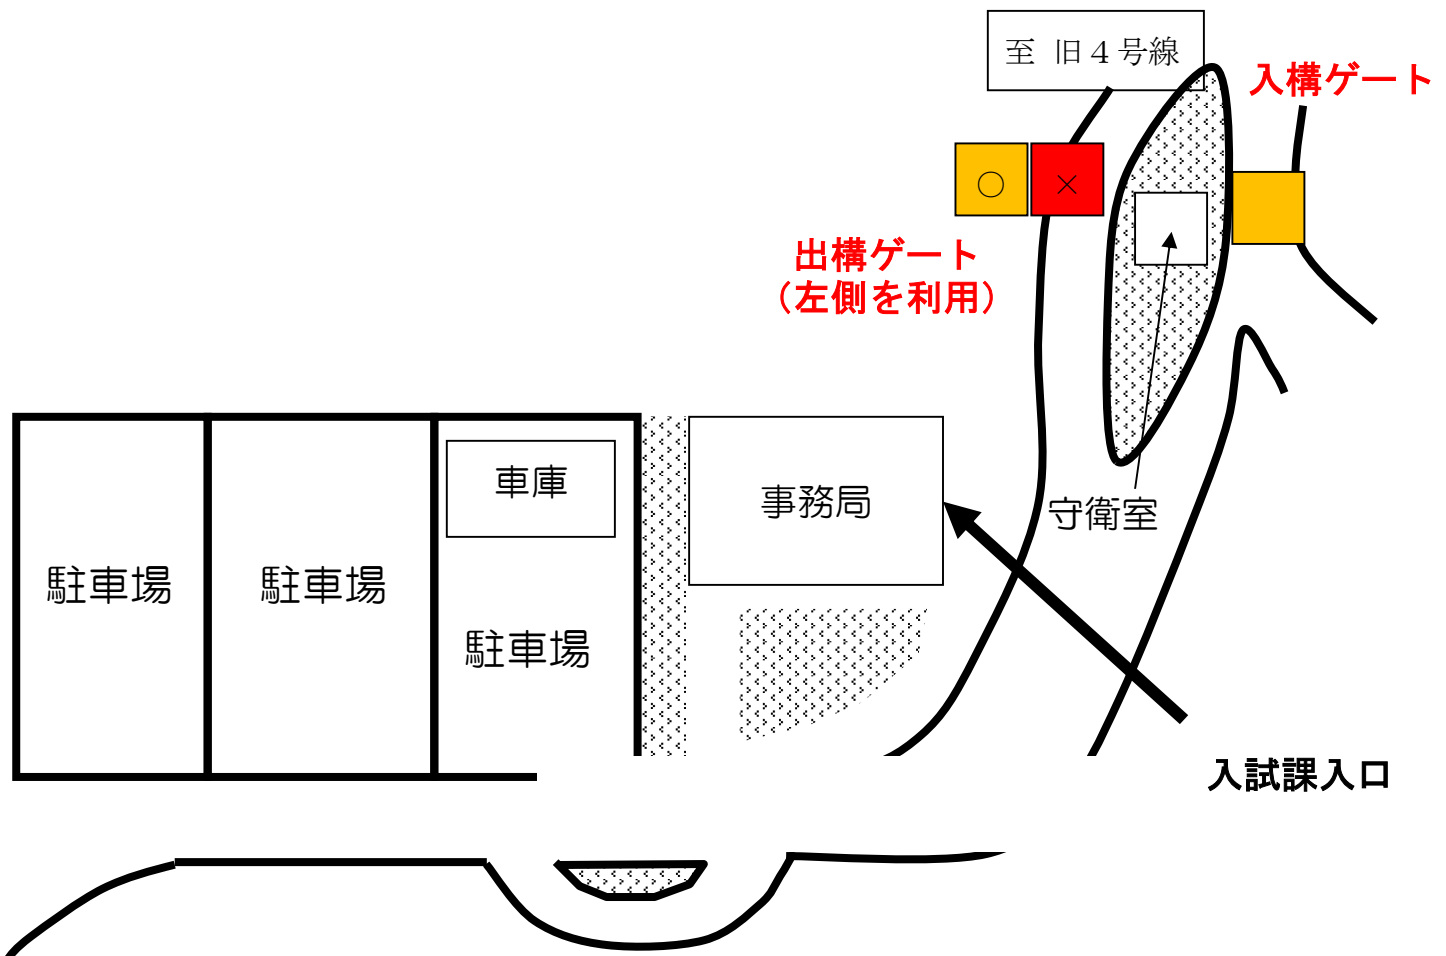 至 旧４号線
入構ゲート
○
×
出構ゲート
（左側を利用）
車庫
事務局
守衛室
駐車場
駐車場
駐車場
入試課入口